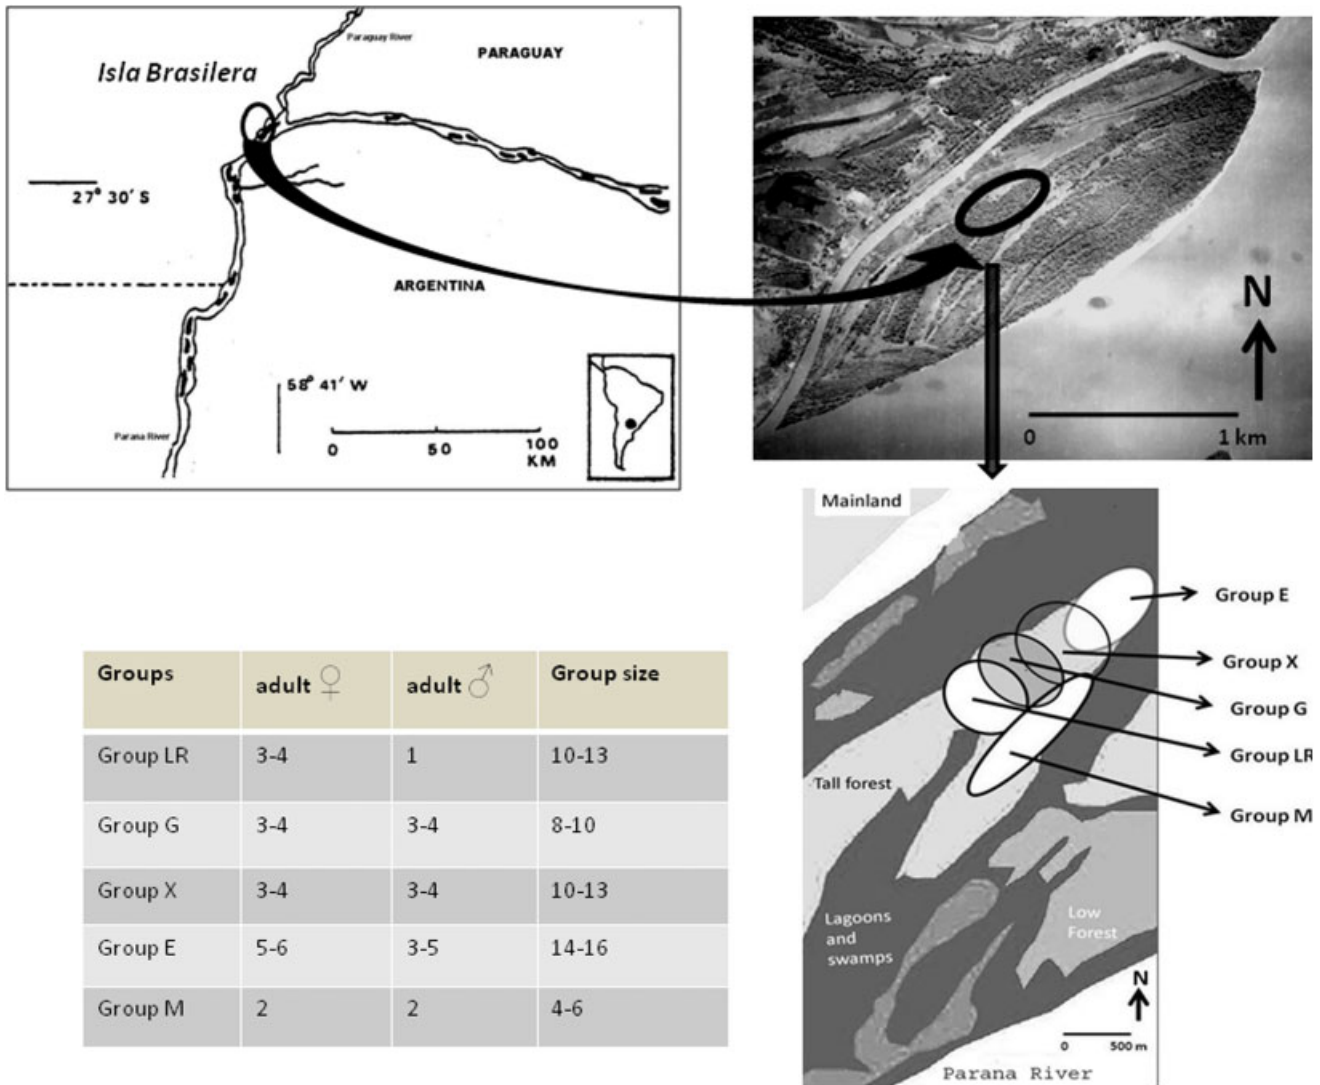 Paraguay River
PARAGUAY
Isla Brasilera
27° 30′ S
ARGENTINA
58° 41′ W
Parana River
0 50 100
KM
N
0 1 km
Mainland
Group E
Group X
Group G
Group LR
Group M
Tall forest
Lagoons
and
swamps
Low
Forest
N
0 500 m
Parana River
Groups adult ♀ adult ♂ Group size
Group LR 3-4 1 10-13
Group G 3-4 3-4 8-10
Group X 3-4 3-4 10-13
Group E 5-6 3-5 14-16
Group M 2 2 4-6